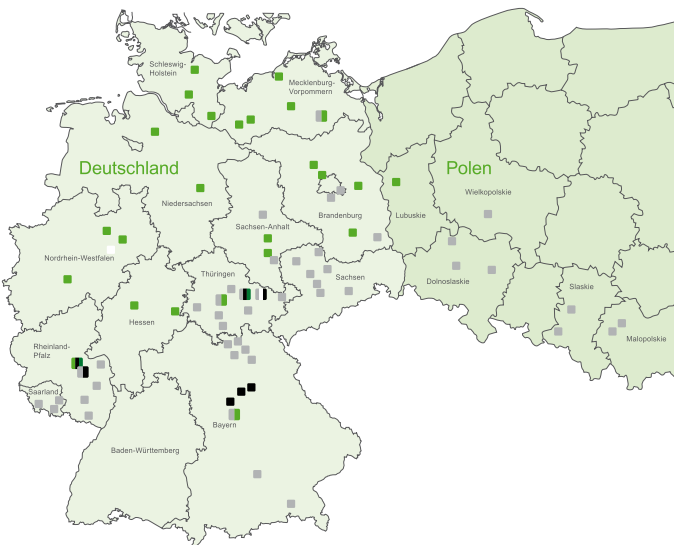 Schleswig-
Holstein
Mecklenburg-
Vorpommern
Deutschland
Polen
Niedersachsen
Wielkopolskie
Brandenburg
Lubuskie
Sachsen-Anhalt
Nordrhein-Westfalen
Thüringen
Sachsen
Dolnoslaskie
Slaskie
Hessen
Malopolskie
Rheinland-
Pfalz
Saarland
Bayern
Baden-Württemberg